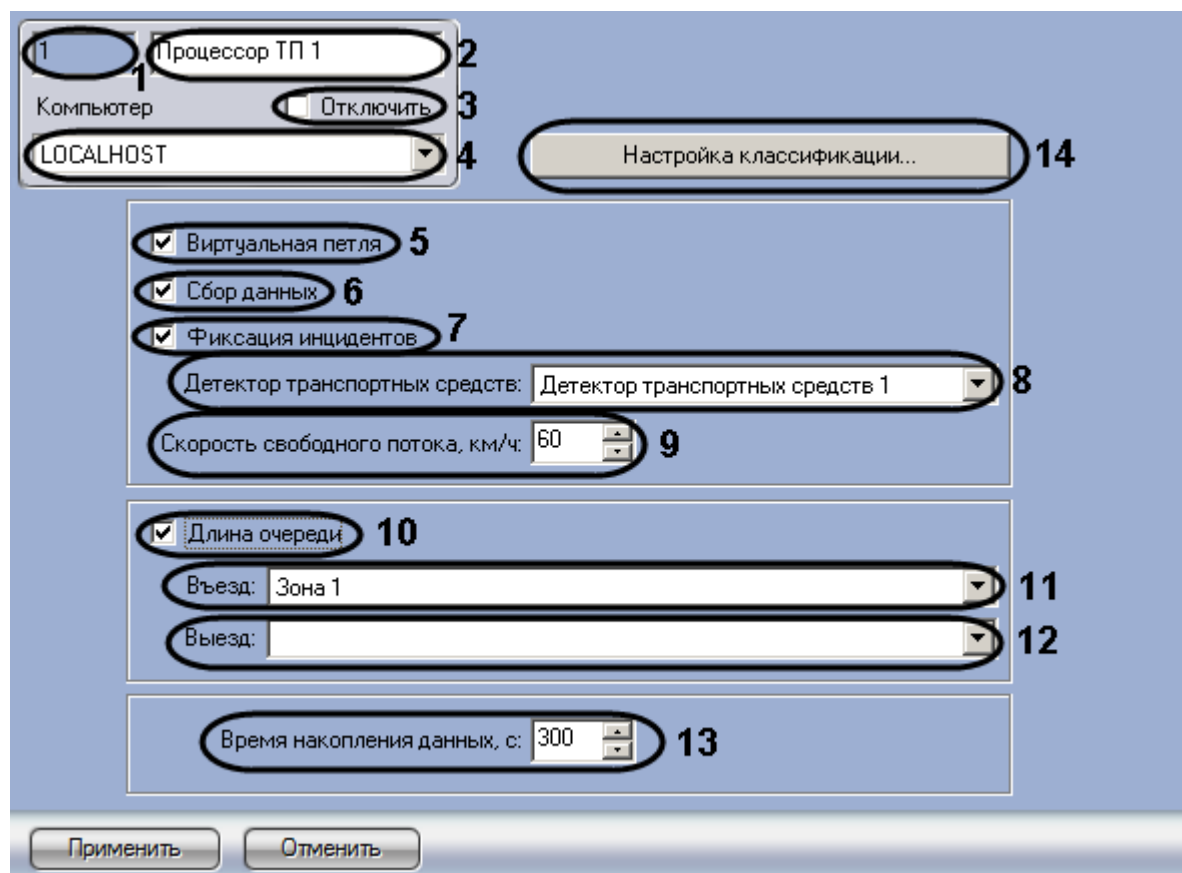 1 Процессор ТП 1 2
1
Компьютер Отключить 3
LOCALHOST 4 Настройка классификации... 14
Виртуальная петля 5
Сбор данных 6
Фиксация инцидентов 7
Детектор транспортных средств: Детектор транспортных средств 1 8
Скорость свободного потока, км/ч: 60 9
Длина очереди 10
Въезд: Зона 1 11
Выезд: 12
Время накопления данных, с: 300 13
Применить Отменить